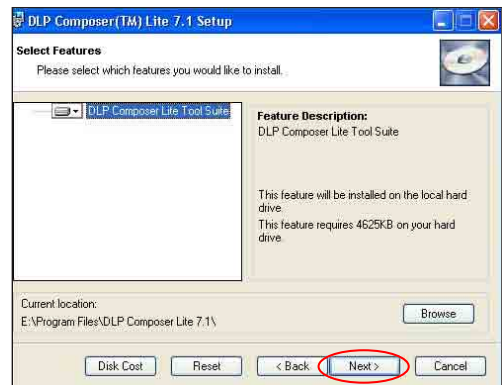 DLP Composer(TM) Lite 7.1 Setup
Select Features
Please select which features you would like to install.
DLP Composer Lite Tool Suite
Feature Description:
DLP Composer Lite Tool Suite
This feature will be installed on the local hard
drive.
This feature requires 4625KB on your hard
drive.
Current location:
E:\Program Files\DLP Composer Lite 7.1\
Browse
Disk Cost
Reset
< Back
Next >
Cancel